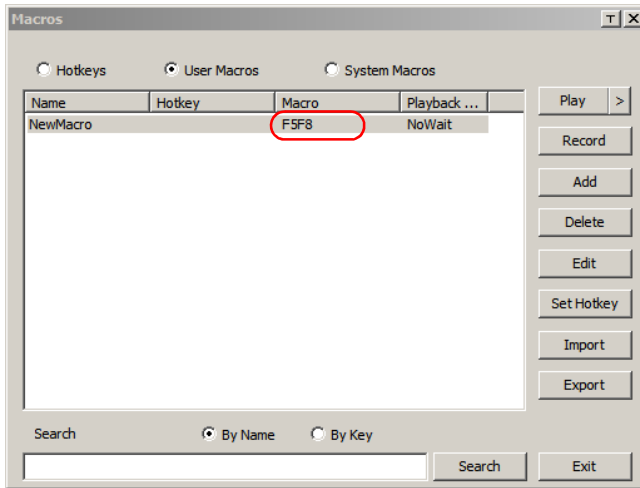 Macros T X
Hotkeys User Macros System Macros
Name Hotkey Macro Playback ... Play >
NewMacro F5F8 NoWait
Record
Add
Delete
Edit
Set Hotkey
Import
Export
Search By Name By Key
Search Exit